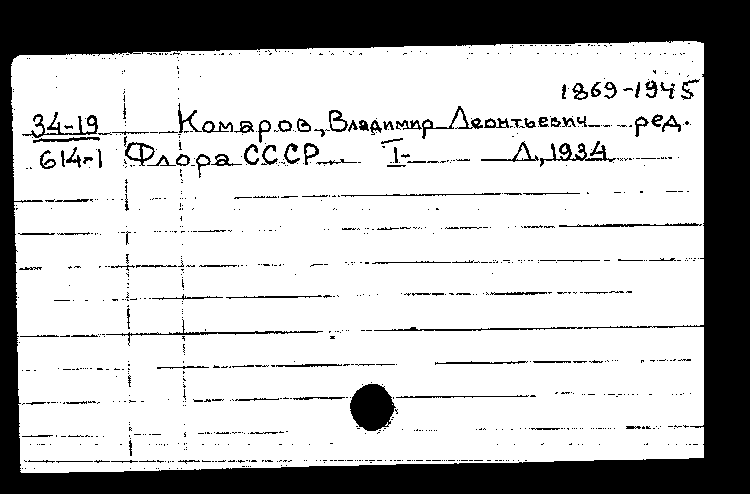 1869-1945
34-19 Комаров, Владимир Леонтьевич ред.
614-1 Флора СССР I- Л., 1934